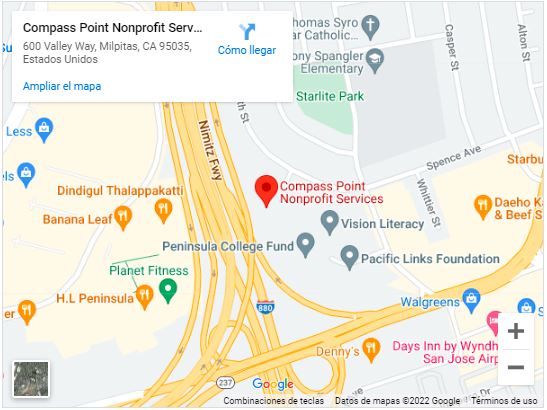 Compass Point Nonprofit Serv...
600 Valley Way, Milpitas, CA 95035,
Estados Unidos
Cómo llegar
Ampliar el mapa
homas Syro
ar Catholic...
ony Spangler
Elementary
Starlite Park
Casper St
Alton St
th St
Less
els
Nimitz Fwy
Spence Ave
Whittier St
Starbu
Dindigul Thalappakatti
Banana Leaf
Compass Point
Nonprofit Services
Daeho Ka
& Beef S
Vision Literacy
Peninsula College Fund
Pacific Links Foundation
Planet Fitness
H.L Peninsula
er
880
Walgreens
Denny's
Days Inn by Wyndh
San Jose Airp
237
Google
+
−
Combinaciones de teclas
Datos de mapas ©2022 Google
Términos de uso